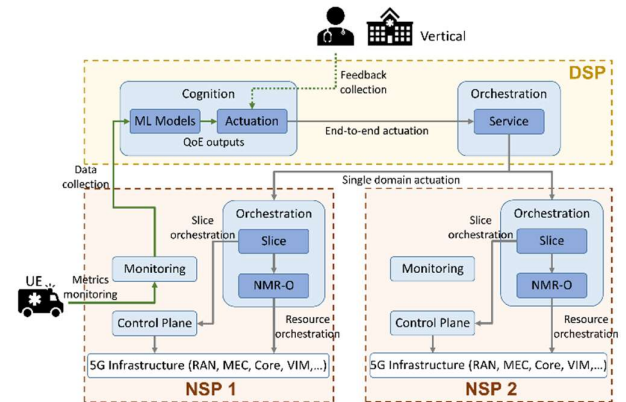 Vertical
DSP
Feedback
collection
Cognition
ML Models
Actuation
QoE outputs
End-to-end actuation
Orchestration
Service
Data
collection
Single domain actuation
Slice
orchestration
Orchestration
Slice
NMR-O
Monitoring
UE
Metrics
monitoring
Control Plane
Resource
orchestration
5G Infrastructure (RAN, MEC, Core, VIM,...)
NSP 1
Slice
orchestration
Orchestration
Slice
NMR-O
Monitoring
Control Plane
Resource
orchestration
5G Infrastructure (RAN, MEC, Core, VIM,...)
NSP 2